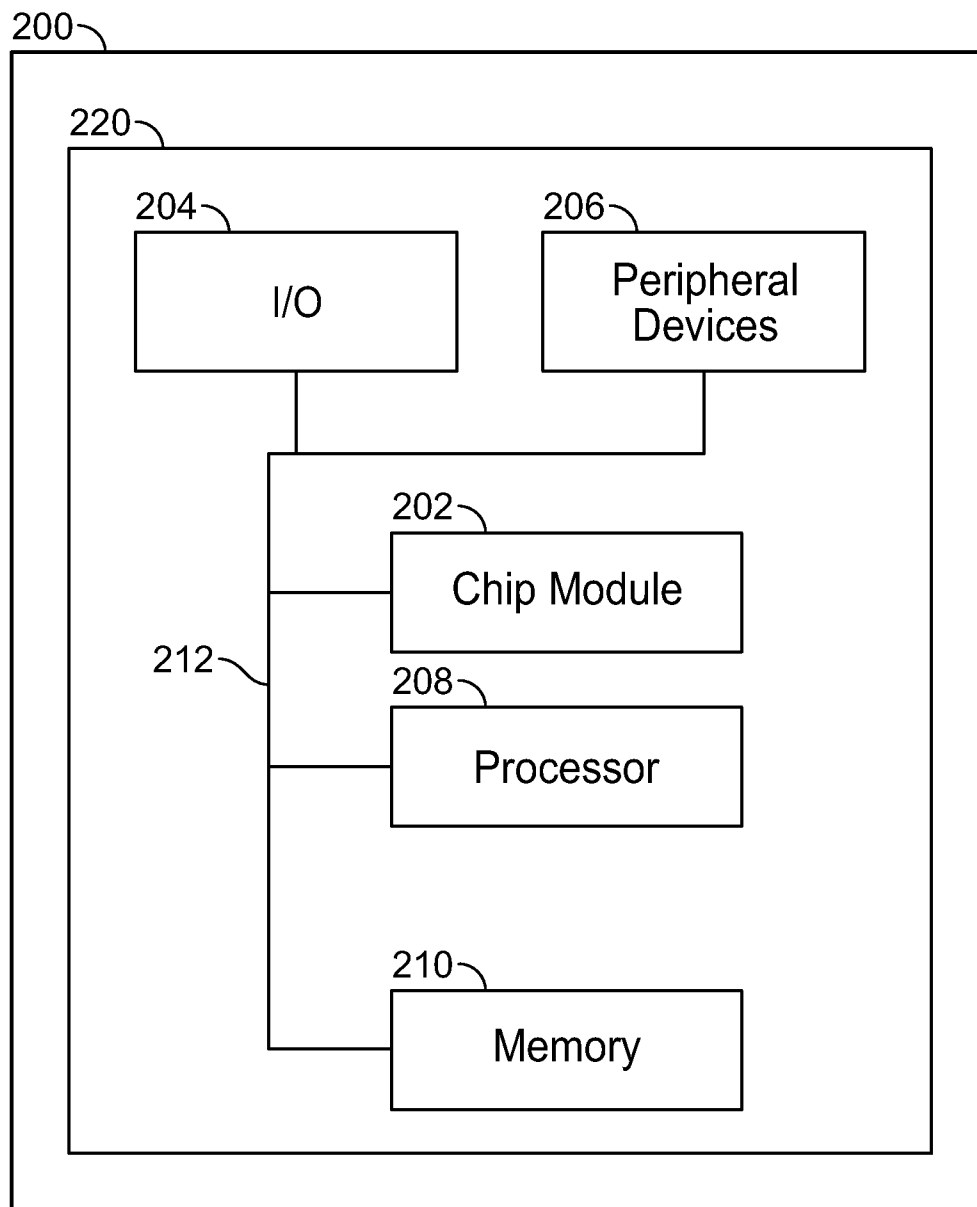 200
220
204
I/O
206
Peripheral
Devices
202
Chip Module
212
208
Processor
210
Memory